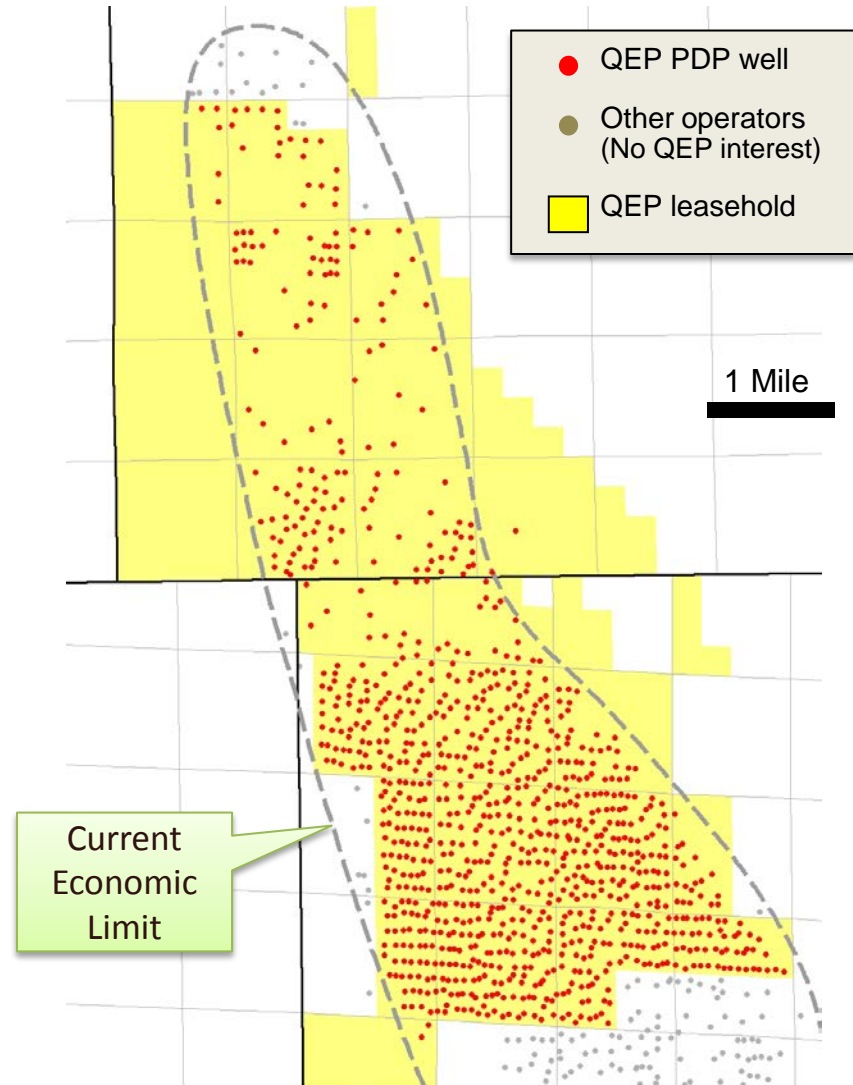 QEP PDP well
Other operators
(No QEP interest)
QEP leasehold
1 Mile
Current
Economic
Limit